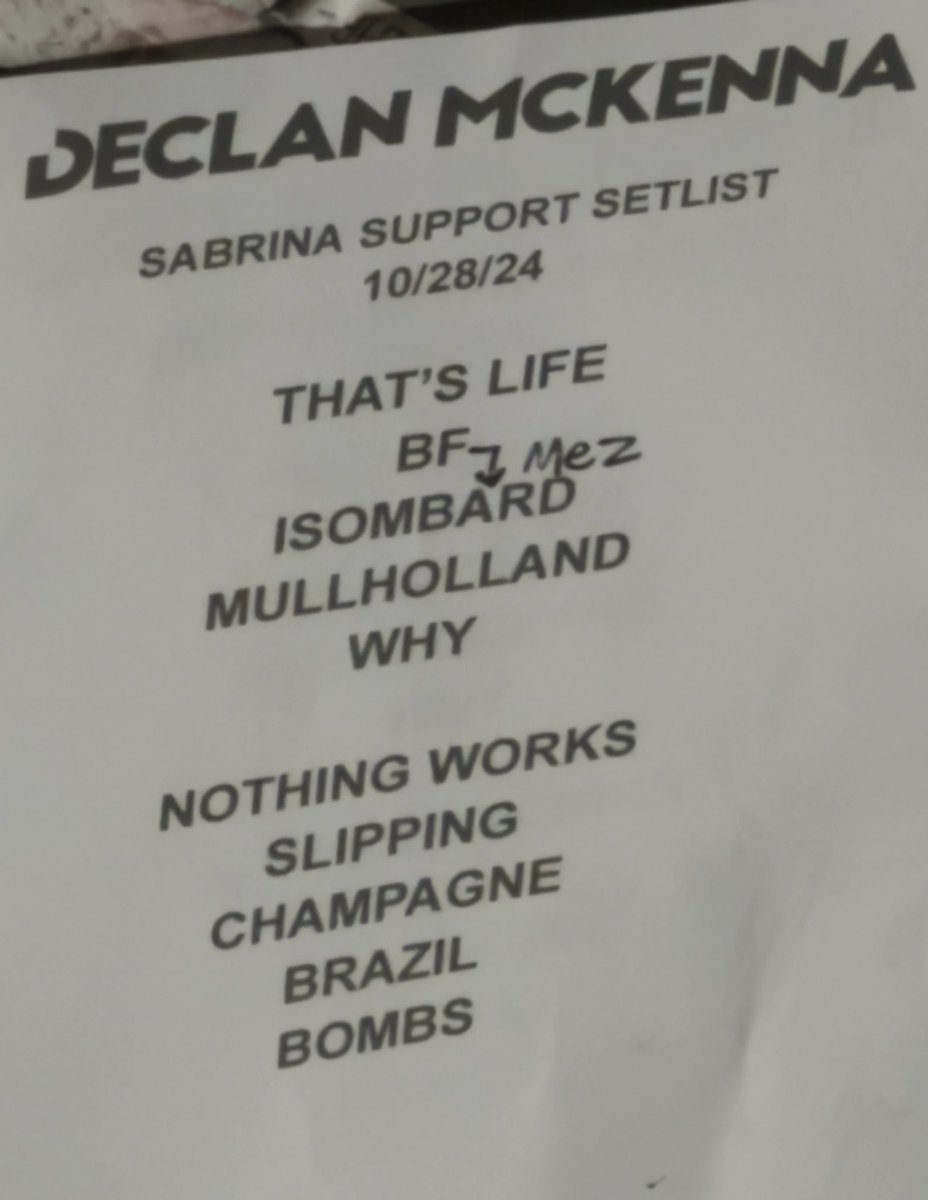 DECLAN MCKENNA
SABRINA SUPPORT SETLIST
10/28/24
THAT'S LIFE
BF MeZ
ISOMBARD
MULLHOLLAND
WHY
NOTHING WORKS
SLIPPING
CHAMPAGNE
BRAZIL
BOMBS